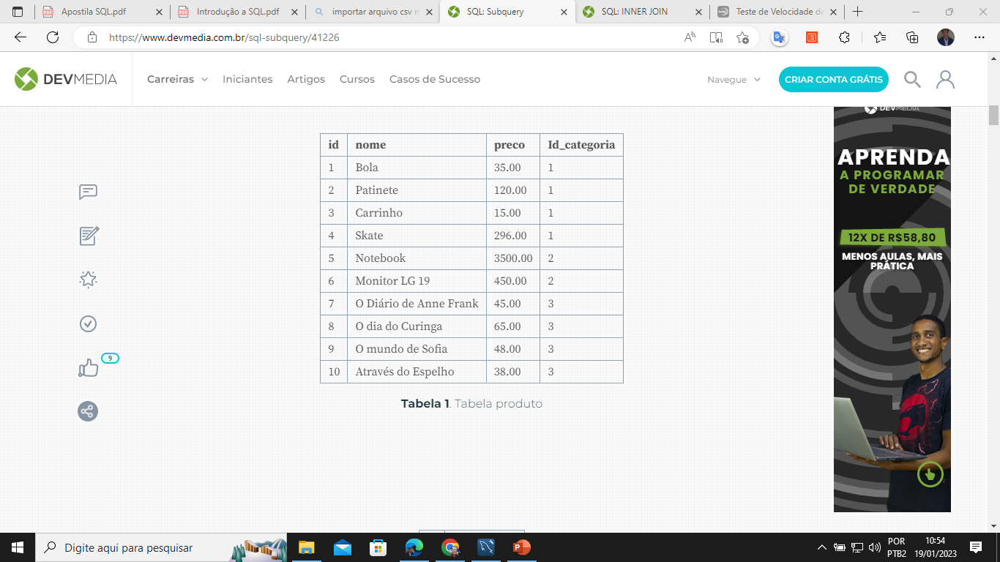 Apostila SQL.pdf
Introdução a SQL.pdf
importar arquivo csv
SQL: Subquery
SQL: INNER JOIN
Teste de Velocidade
https://www.devmedia.com.br/sql-subquery/41226
DEVMEDIA
Carreiras
Iniciantes
Artigos
Cursos
Casos de Sucesso
Navegue
CRIAR CONTA GRÁTIS
id nome preco Id_categoria
1 Bola 35.00 1
2 Patinete 120.00 1
3 Carrinho 15.00 1
4 Skate 296.00 1
5 Notebook 3500.00 2
6 Monitor LG 19 450.00 2
7 O Diário de Anne Frank 45.00 3
8 O dia do Curinga 65.00 3
9 O mundo de Sofia 48.00 3
10 Através do Espelho 38.00 3
Tabela 1. Tabela produto
9
DEVMEDIA
APRENDA
A PROGRAMAR
DE VERDADE
12X DE R$58,80
MENOS AULAS, MAIS
PRÁTICA
Digite aqui para pesquisar
POR
PTB2
10:54
19/01/2023